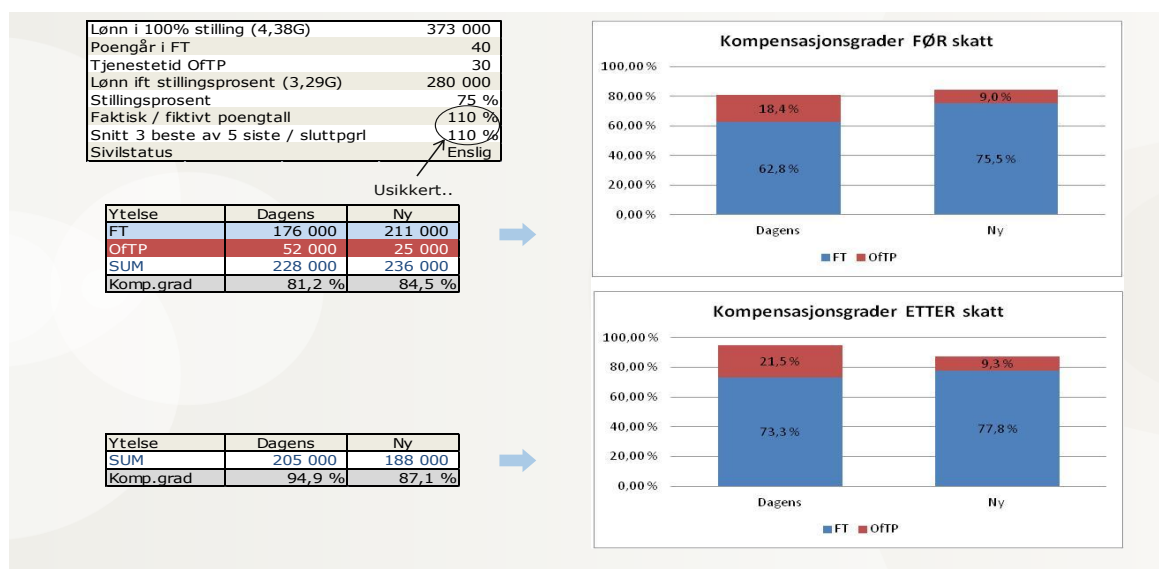 Lønn i 100% stilling (4,38G) 373 000
Poengår i FT 40
Tjenestetid OfTP 30
Lønn ift stillingsprosent (3,29G) 280 000
Stillingsprosent 75 %
Faktisk / fiktivt poengtall 110 %
Snitt 3 beste av 5 siste / sluttpgrl 110 %
Sivilstatus Enslig
Usikkert..
Ytelse Dagens Ny
FT 176 000 211 000
OfTP 52 000 25 000
SUM 228 000 236 000
Komp.grad 81,2 % 84,5 %
Ytelse Dagens Ny
SUM 205 000 188 000
Komp.grad 94,9 % 87,1 %
Kompensasjonsgrader FØR skatt
100,00 %
80,00 %
60,00 %
40,00 %
20,00 %
0,00 %
18,4 % 9,0 %
62,8 % 75,5 %
Dagens Ny
FT OfTP
Kompensasjonsgrader ETTER skatt
100,00 %
80,00 %
60,00 %
40,00 %
20,00 %
0,00 %
21,5 % 9,3 %
73,3 % 77,8 %
Dagens Ny
FT OfTP